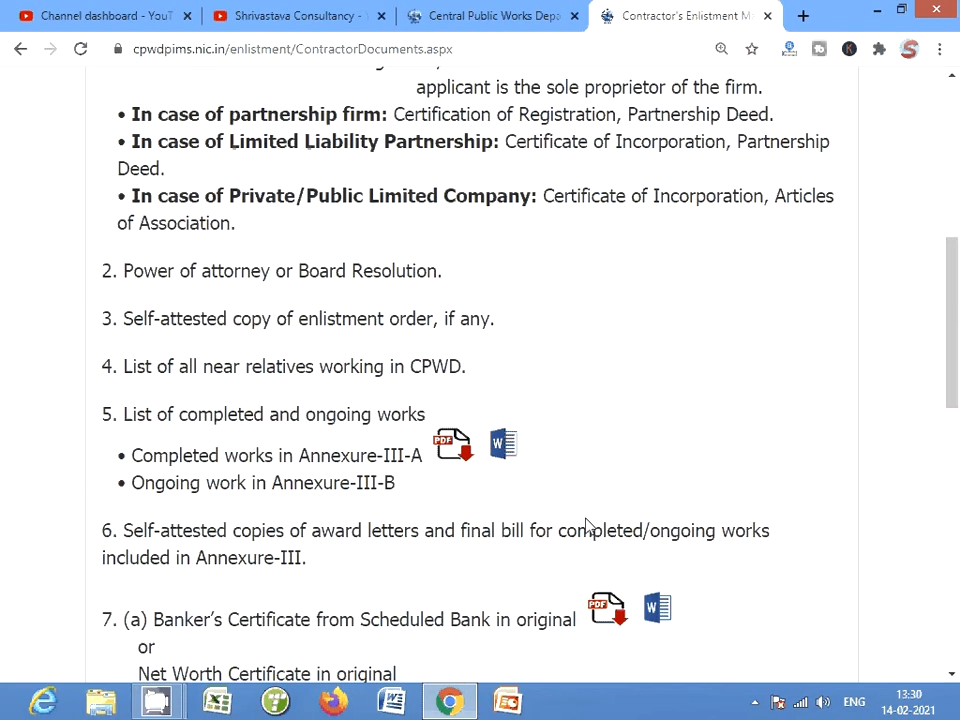 Channel dashboard - YouT
Shrivastava Consultancy -
Central Public Works Depa
Contractor's Enlistment M
cpwdpims.nic.in/enlistment/ContractorDocuments.aspx
applicant is the sole proprietor of the firm.
• In case of partnership firm: Certification of Registration, Partnership Deed.
• In case of Limited Liability Partnership: Certificate of Incorporation, Partnership
Deed.
• In case of Private/Public Limited Company: Certificate of Incorporation, Articles
of Association.
2. Power of attorney or Board Resolution.
3. Self-attested copy of enlistment order, if any.
4. List of all near relatives working in CPWD.
5. List of completed and ongoing works
• Completed works in Annexure-III-A PDF W
• Ongoing work in Annexure-III-B
6. Self-attested copies of award letters and final bill for completed/ongoing works
included in Annexure-III.
7. (a) Banker's Certificate from Scheduled Bank in original PDF W
or
Net Worth Certificate in original
ENG
13:30
14-02-2021